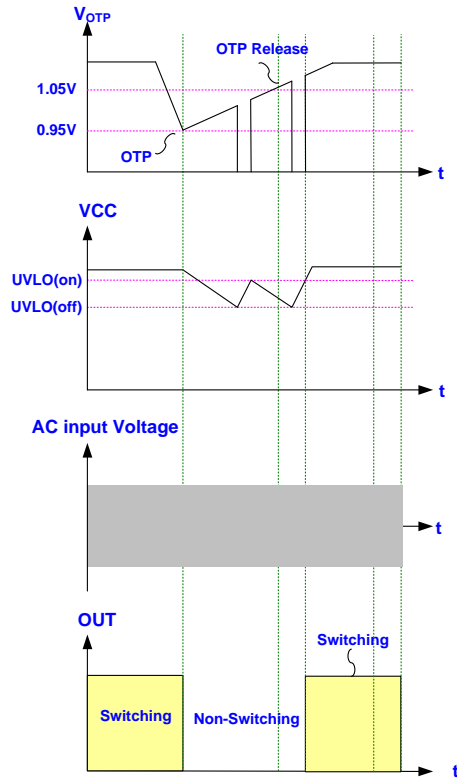 VOTP
OTP Release
1.05V
0.95V
OTP
t
VCC
UVLO(on)
UVLO(off)
t
AC input Voltage
t
OUT
Switching
Switching
Non-Switching
t